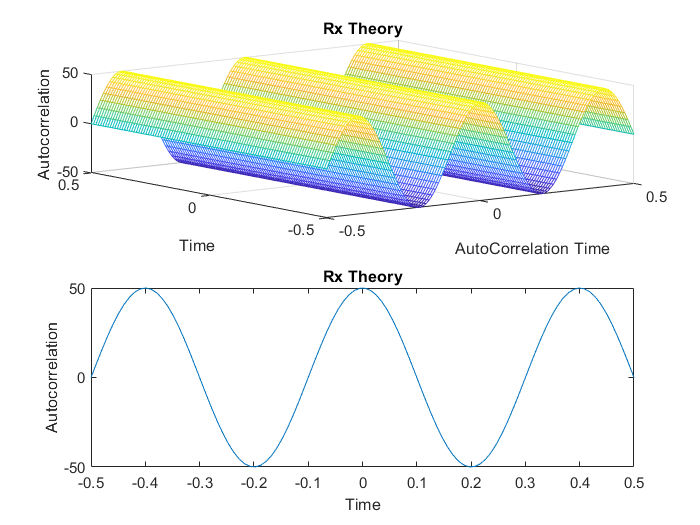 Rx Theory
Autocorrelation
50
0
-50
0.5
0
-0.5
Time
-0.5
0
0.5
AutoCorrelation Time
Rx Theory
Autocorrelation
50
0
-50
-0.5 -0.4 -0.3 -0.2 -0.1 0 0.1 0.2 0.3 0.4 0.5
Time